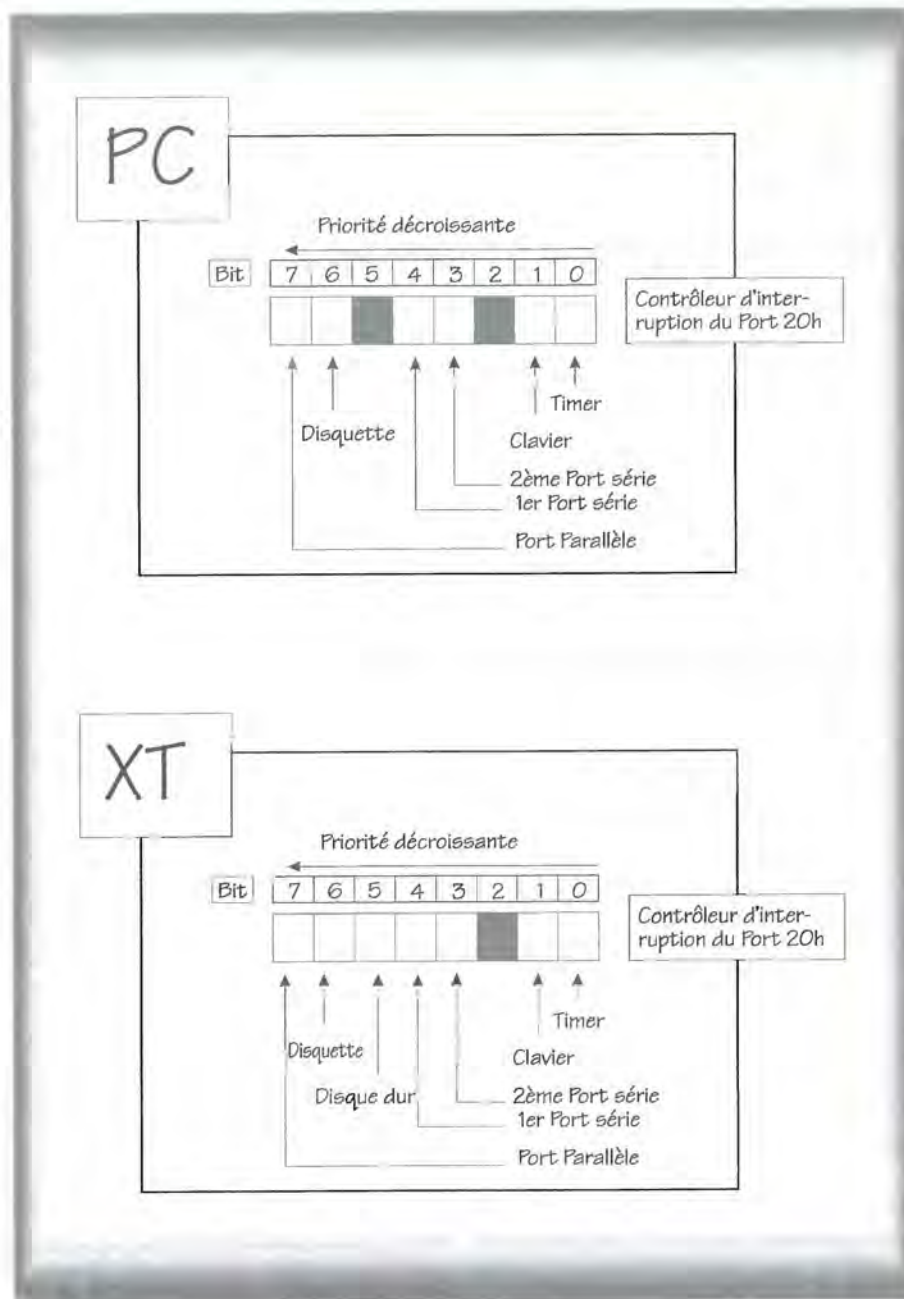 PC
Priorité décroissante
Bit 7 6 5 4 3 2 1 0
Contrôleur d'inter-
ruption du Port 20h
Timer
Disquette
Clavier
2ème Port série
1er Port série
Port Parallèle
XT
Priorité décroissante
Bit 7 6 5 4 3 2 1 0
Contrôleur d'inter-
ruption du Port 20h
Timer
Disquette
Clavier
Disque dur
2ème Port série
1er Port série
Port Parallèle